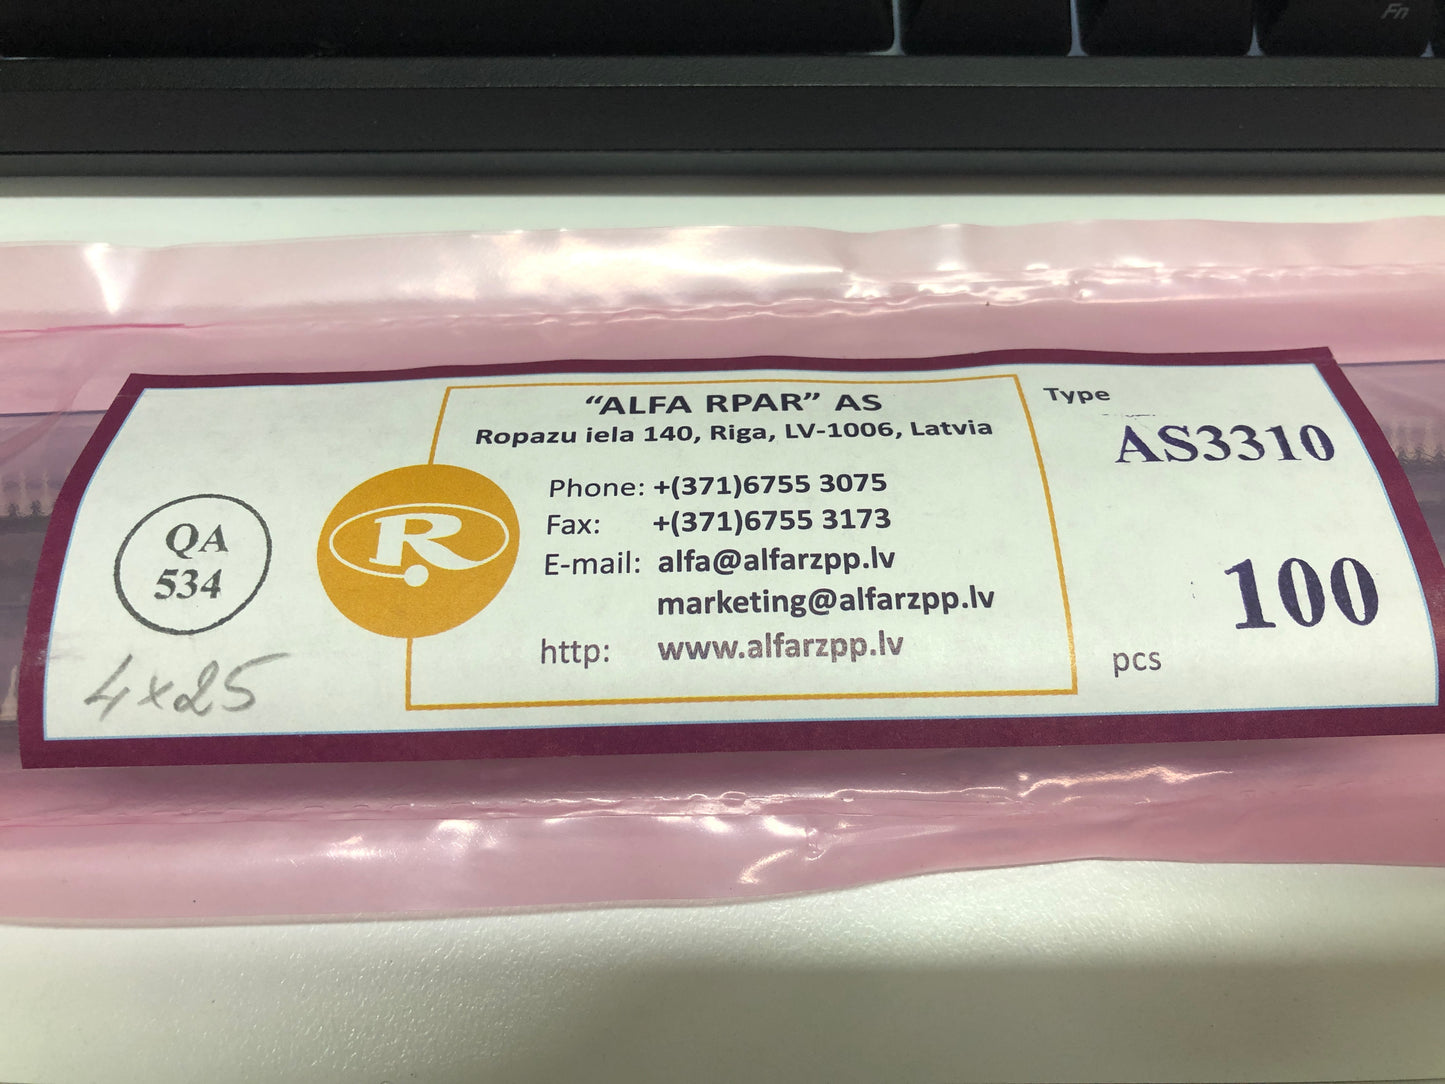 Fn
"ALFA RPAR" AS
Ropazu iela 140, Riga, LV-1006, Latvia
Phone: +(371)6755 3075
Fax: +(371)6755 3173
E-mail: alfa@alfarzpp.lv
marketing@alfarzpp.lv
http: www.alfarzpp.lv
Type
AS3310
100
pcs
QA
534
R
4x25